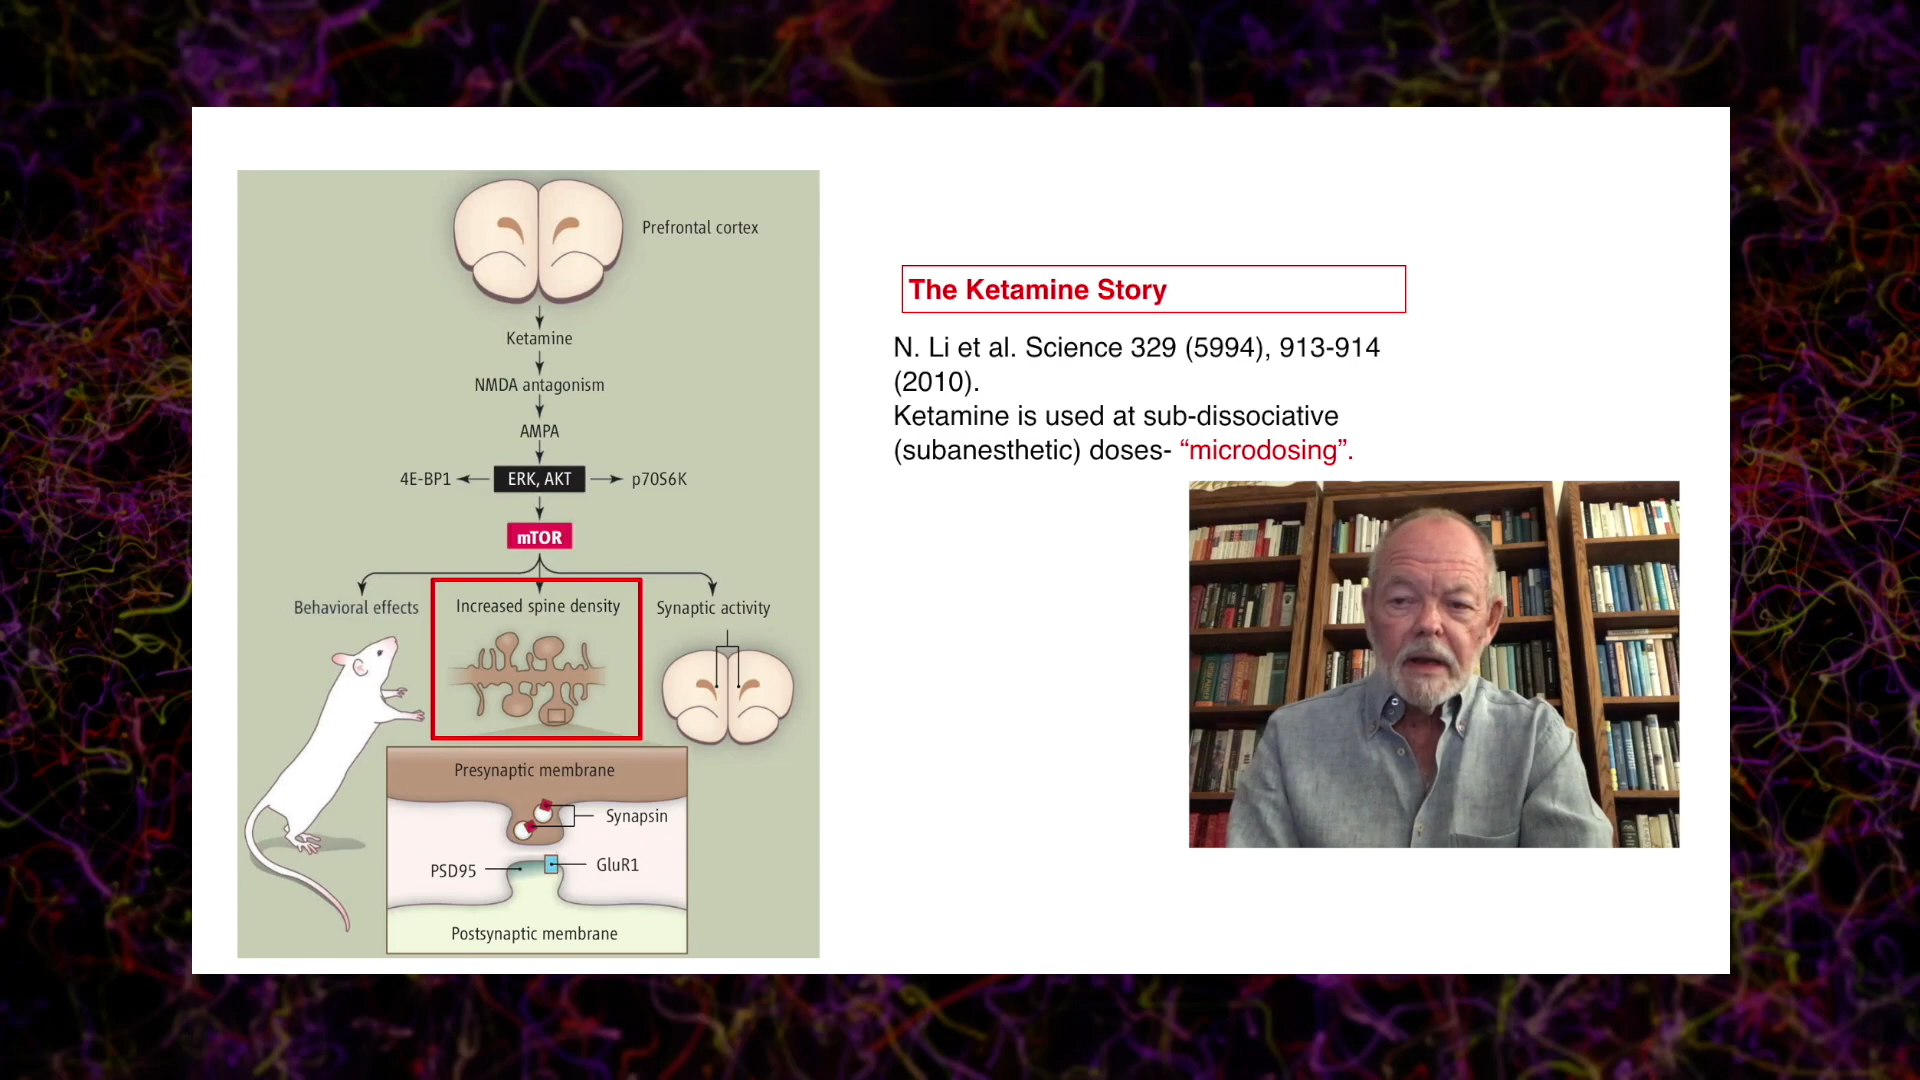 Prefrontal cortex
Ketamine
NMDA antagonism
AMPA
4E-BP1
ERK, AKT
p70S6K
mTOR
Behavioral effects
Increased spine density
Synaptic activity
Presynaptic membrane
Synapsin
PSD95
GluR1
Postsynaptic membrane
The Ketamine Story
N. Li et al. Science 329 (5994), 913-914
(2010).
Ketamine is used at sub-dissociative
(subanesthetic) doses- “microdosing”.